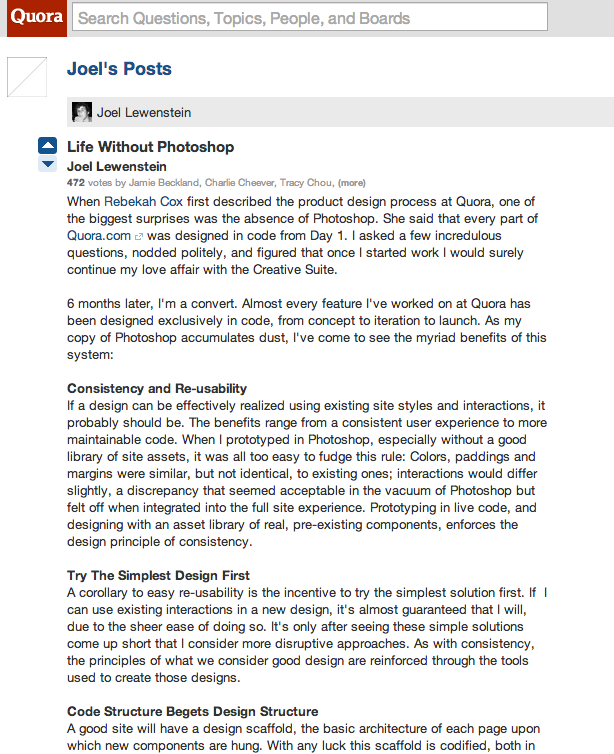 Quora
Search Questions, Topics, People, and Boards
Joel's Posts
Joel Lewenstein
Life Without Photoshop
Joel Lewenstein
472 votes by Jamie Beckland, Charlie Cheever, Tracy Chou, (more)
When Rebekah Cox first described the product design process at Quora, one of
the biggest surprises was the absence of Photoshop. She said that every part of
Quora.com was designed in code from Day 1. I asked a few incredulous
questions, nodded politely, and figured that once I started work I would surely
continue my love affair with the Creative Suite.
6 months later, I'm a convert. Almost every feature I've worked on at Quora has
been designed exclusively in code, from concept to iteration to launch. As my
copy of Photoshop accumulates dust, I've come to see the myriad benefits of this
system:
Consistency and Re-usability
If a design can be effectively realized using existing site styles and interactions, it
probably should be. The benefits range from a consistent user experience to more
maintainable code. When I prototyped in Photoshop, especially without a good
library of site assets, it was all too easy to fudge this rule: Colors, paddings and
margins were similar, but not identical, to existing ones; interactions would differ
slightly, a discrepancy that seemed acceptable in the vacuum of Photoshop but
felt off when integrated into the full site experience. Prototyping in live code, and
designing with an asset library of real, pre-existing components, enforces the
design principle of consistency.
Try The Simplest Design First
A corollary to easy re-usability is the incentive to try the simplest solution first. If I
can use existing interactions in a new design, it's almost guaranteed that I will,
due to the sheer ease of doing so. It's only after seeing these simple solutions
come up short that I consider more disruptive approaches. As with consistency,
the principles of what we consider good design are reinforced through the tools
used to create those designs.
Code Structure Begets Design Structure
A good site will have a design scaffold, the basic architecture of each page upon
which new components are hung. With any luck this scaffold is codified, both in